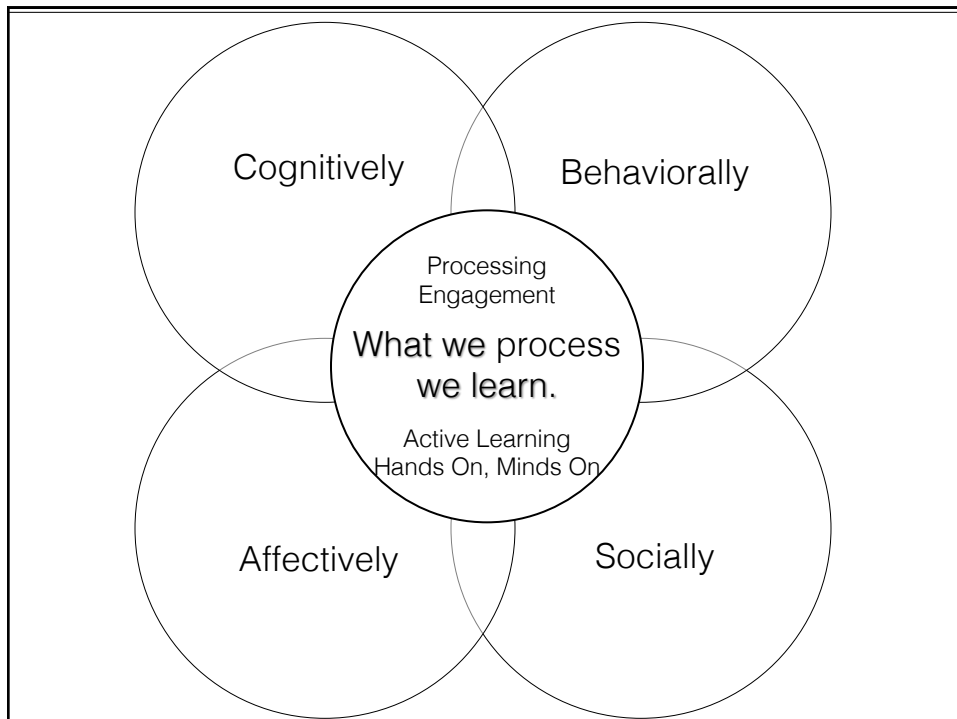 Cognitively
Behaviorally
Processing
Engagement
What we process
we learn.
Active Learning
Hands On, Minds On
Affectively
Socially